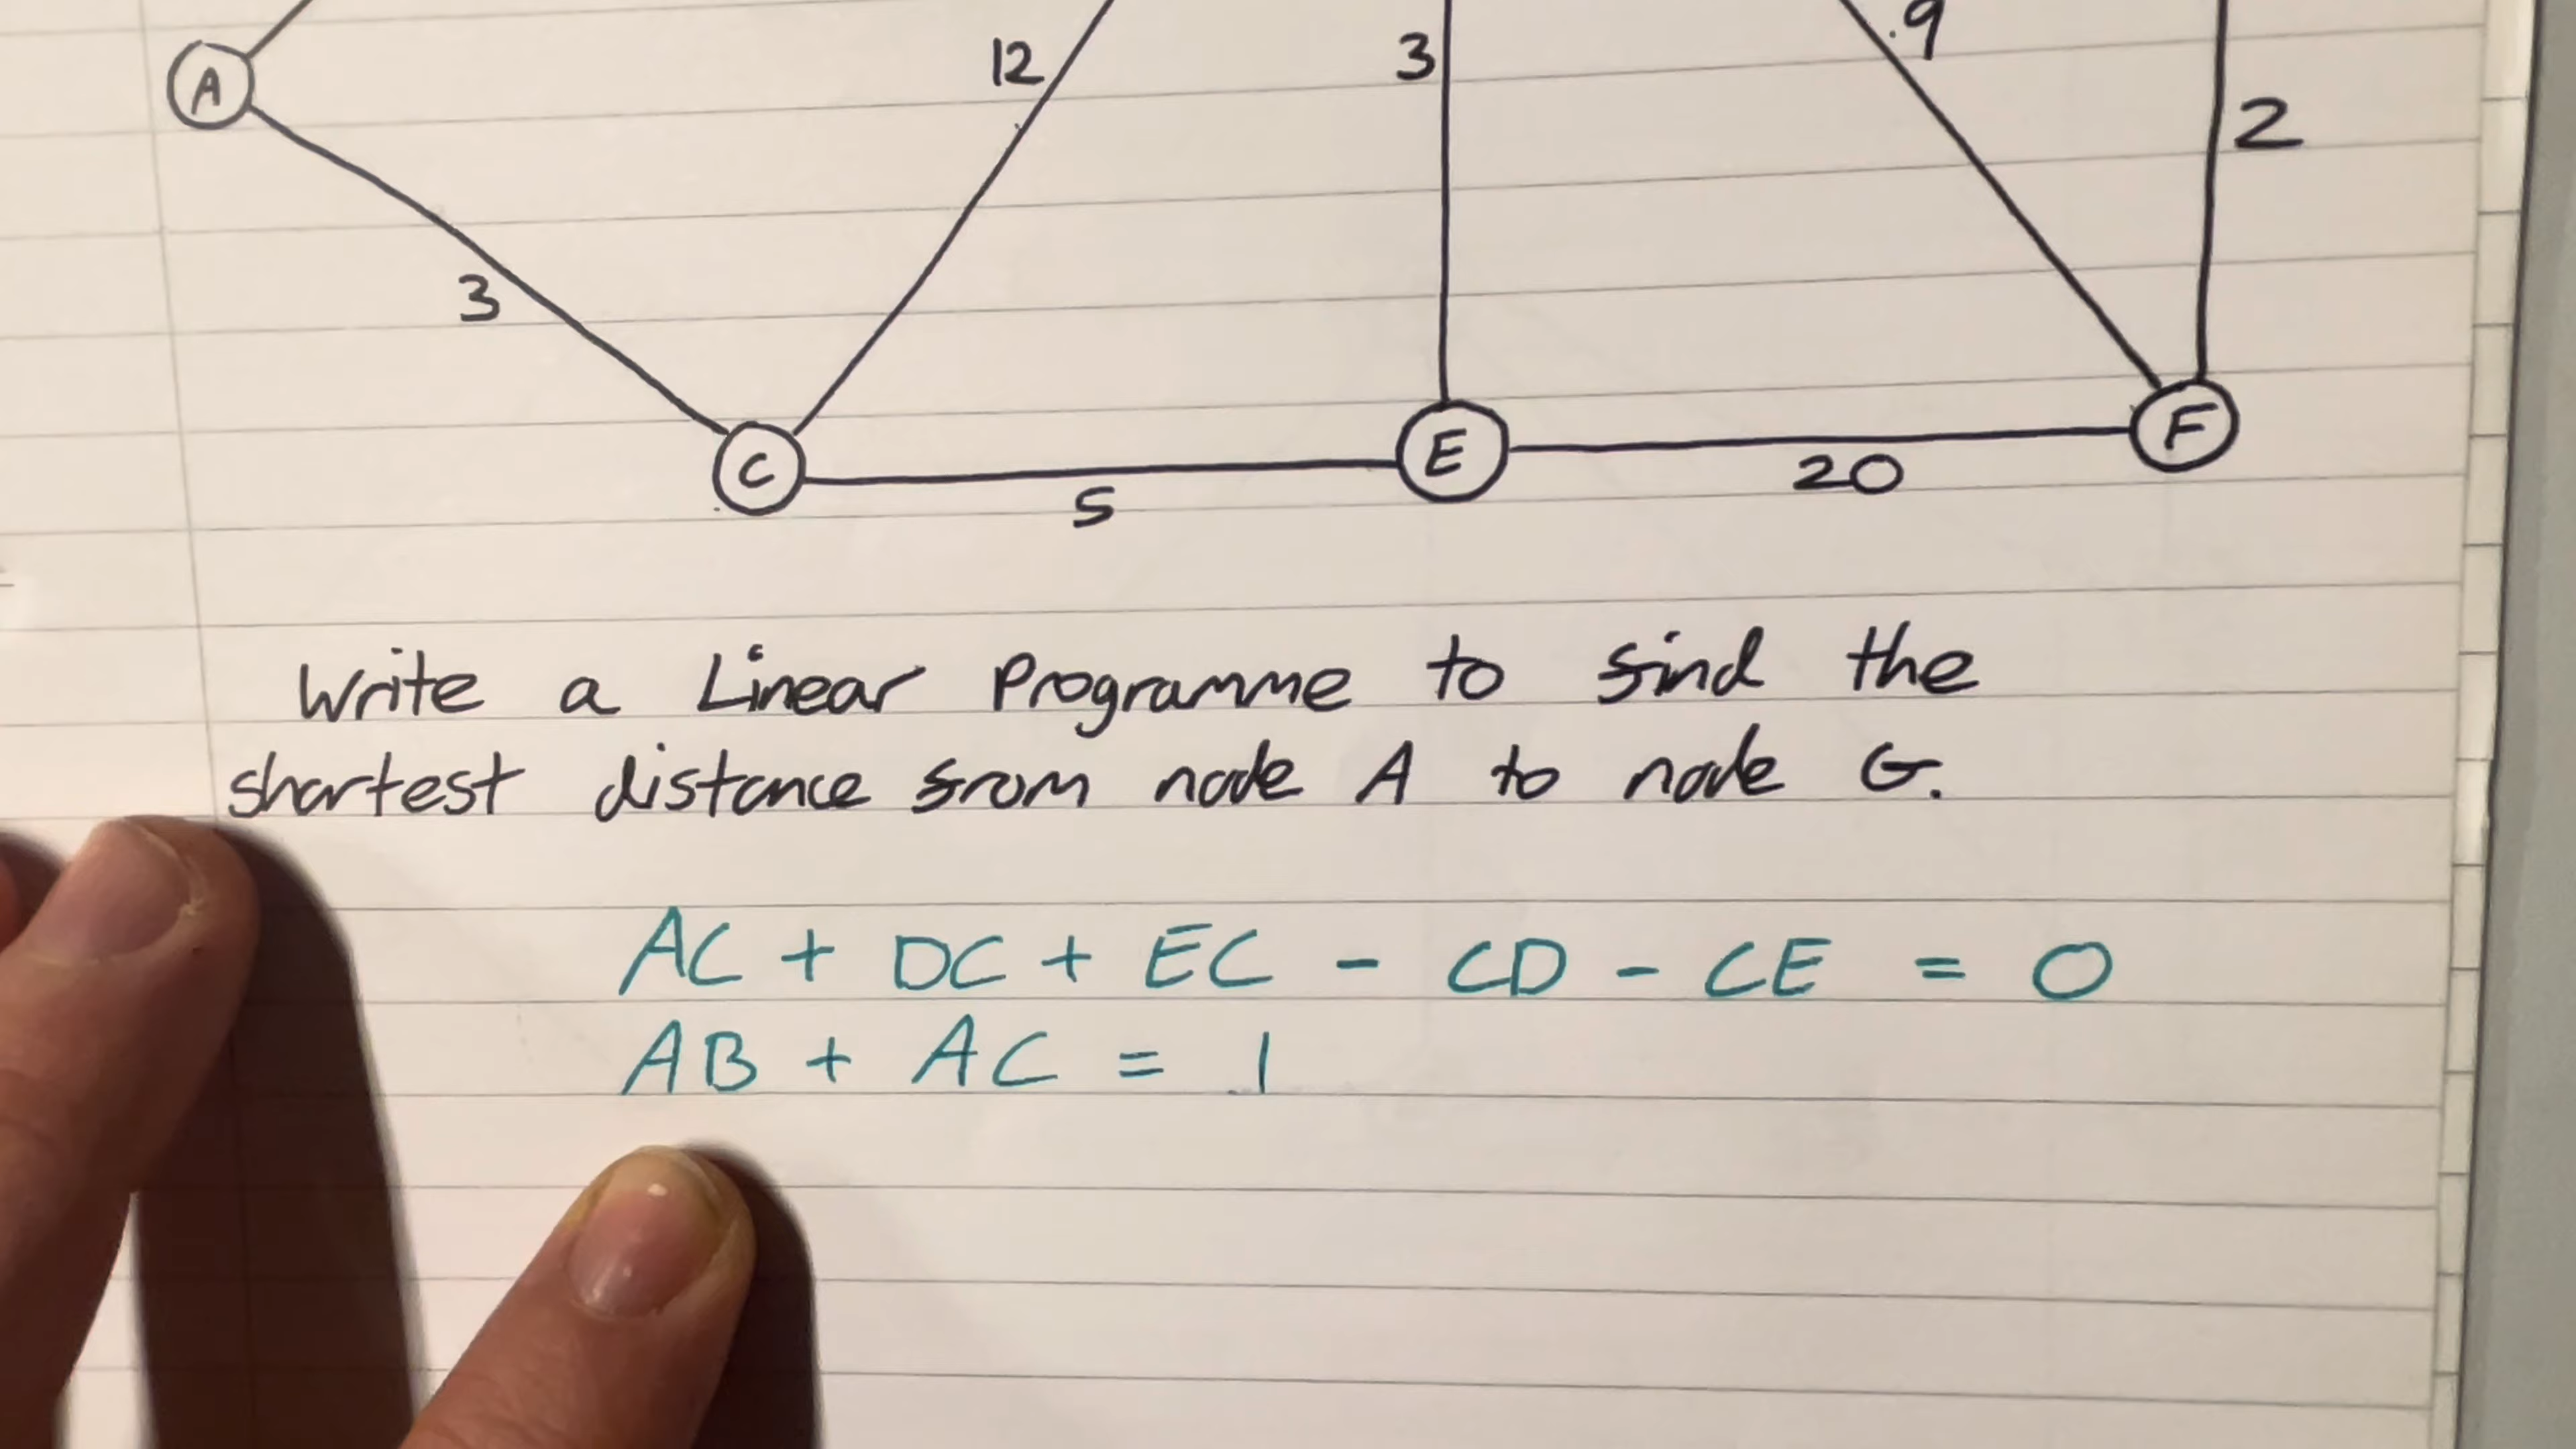 12
3
9
A
2
3
C
E
F
5
20
Write a Linear Programme to find the
shortest distance from node A to node G.
AC + DC + EC - CD - CE = 0
AB + AC = 1